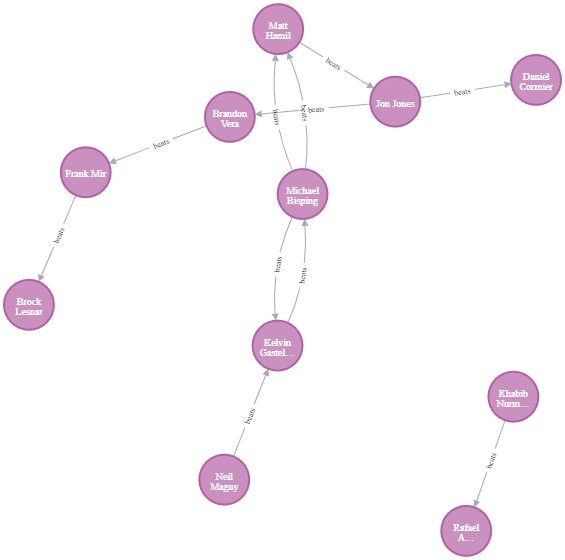 Matt
Hamil
beats
Daniel
Cormier
beats
Jon Jones
beats
Brandon
Vera
beats
beats
beats
Frank Mir
Michael
Bisping
beats
beats
beats
Brock
Lesnar
Kelvin
Gastel...
Khabib
Nurm...
beats
beats
Neil
Magny
Rafael
A...